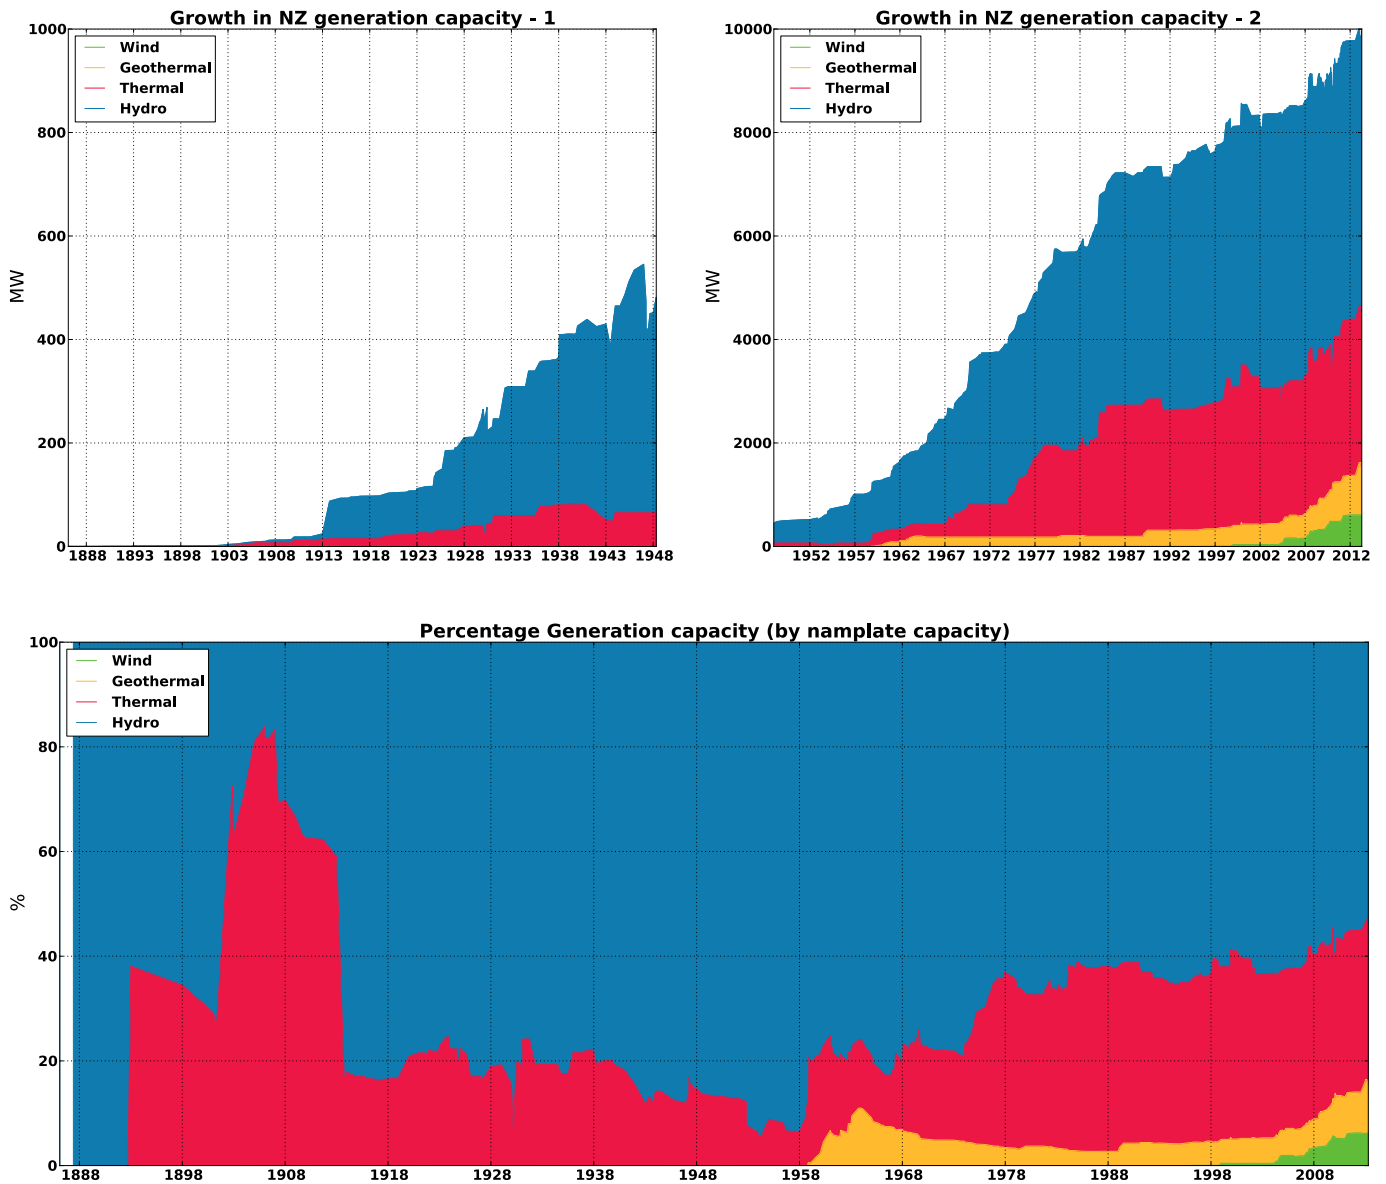 Growth in NZ generation capacity - 1
1000
800
600
400
200
0
MW
Wind
Geothermal
Thermal
Hydro
1888 1893 1898 1903 1908 1913 1918 1923 1928 1933 1938 1943 1948
Growth in NZ generation capacity - 2
10000
8000
6000
4000
2000
0
MW
Wind
Geothermal
Thermal
Hydro
1952 1957 1962 1967 1972 1977 1982 1987 1992 1997 2002 2007 2012
Percentage Generation capacity (by namplate capacity)
100
80
60
40
20
0
%
Wind
Geothermal
Thermal
Hydro
1888 1898 1908 1918 1928 1938 1948 1958 1968 1978 1988 1998 2008